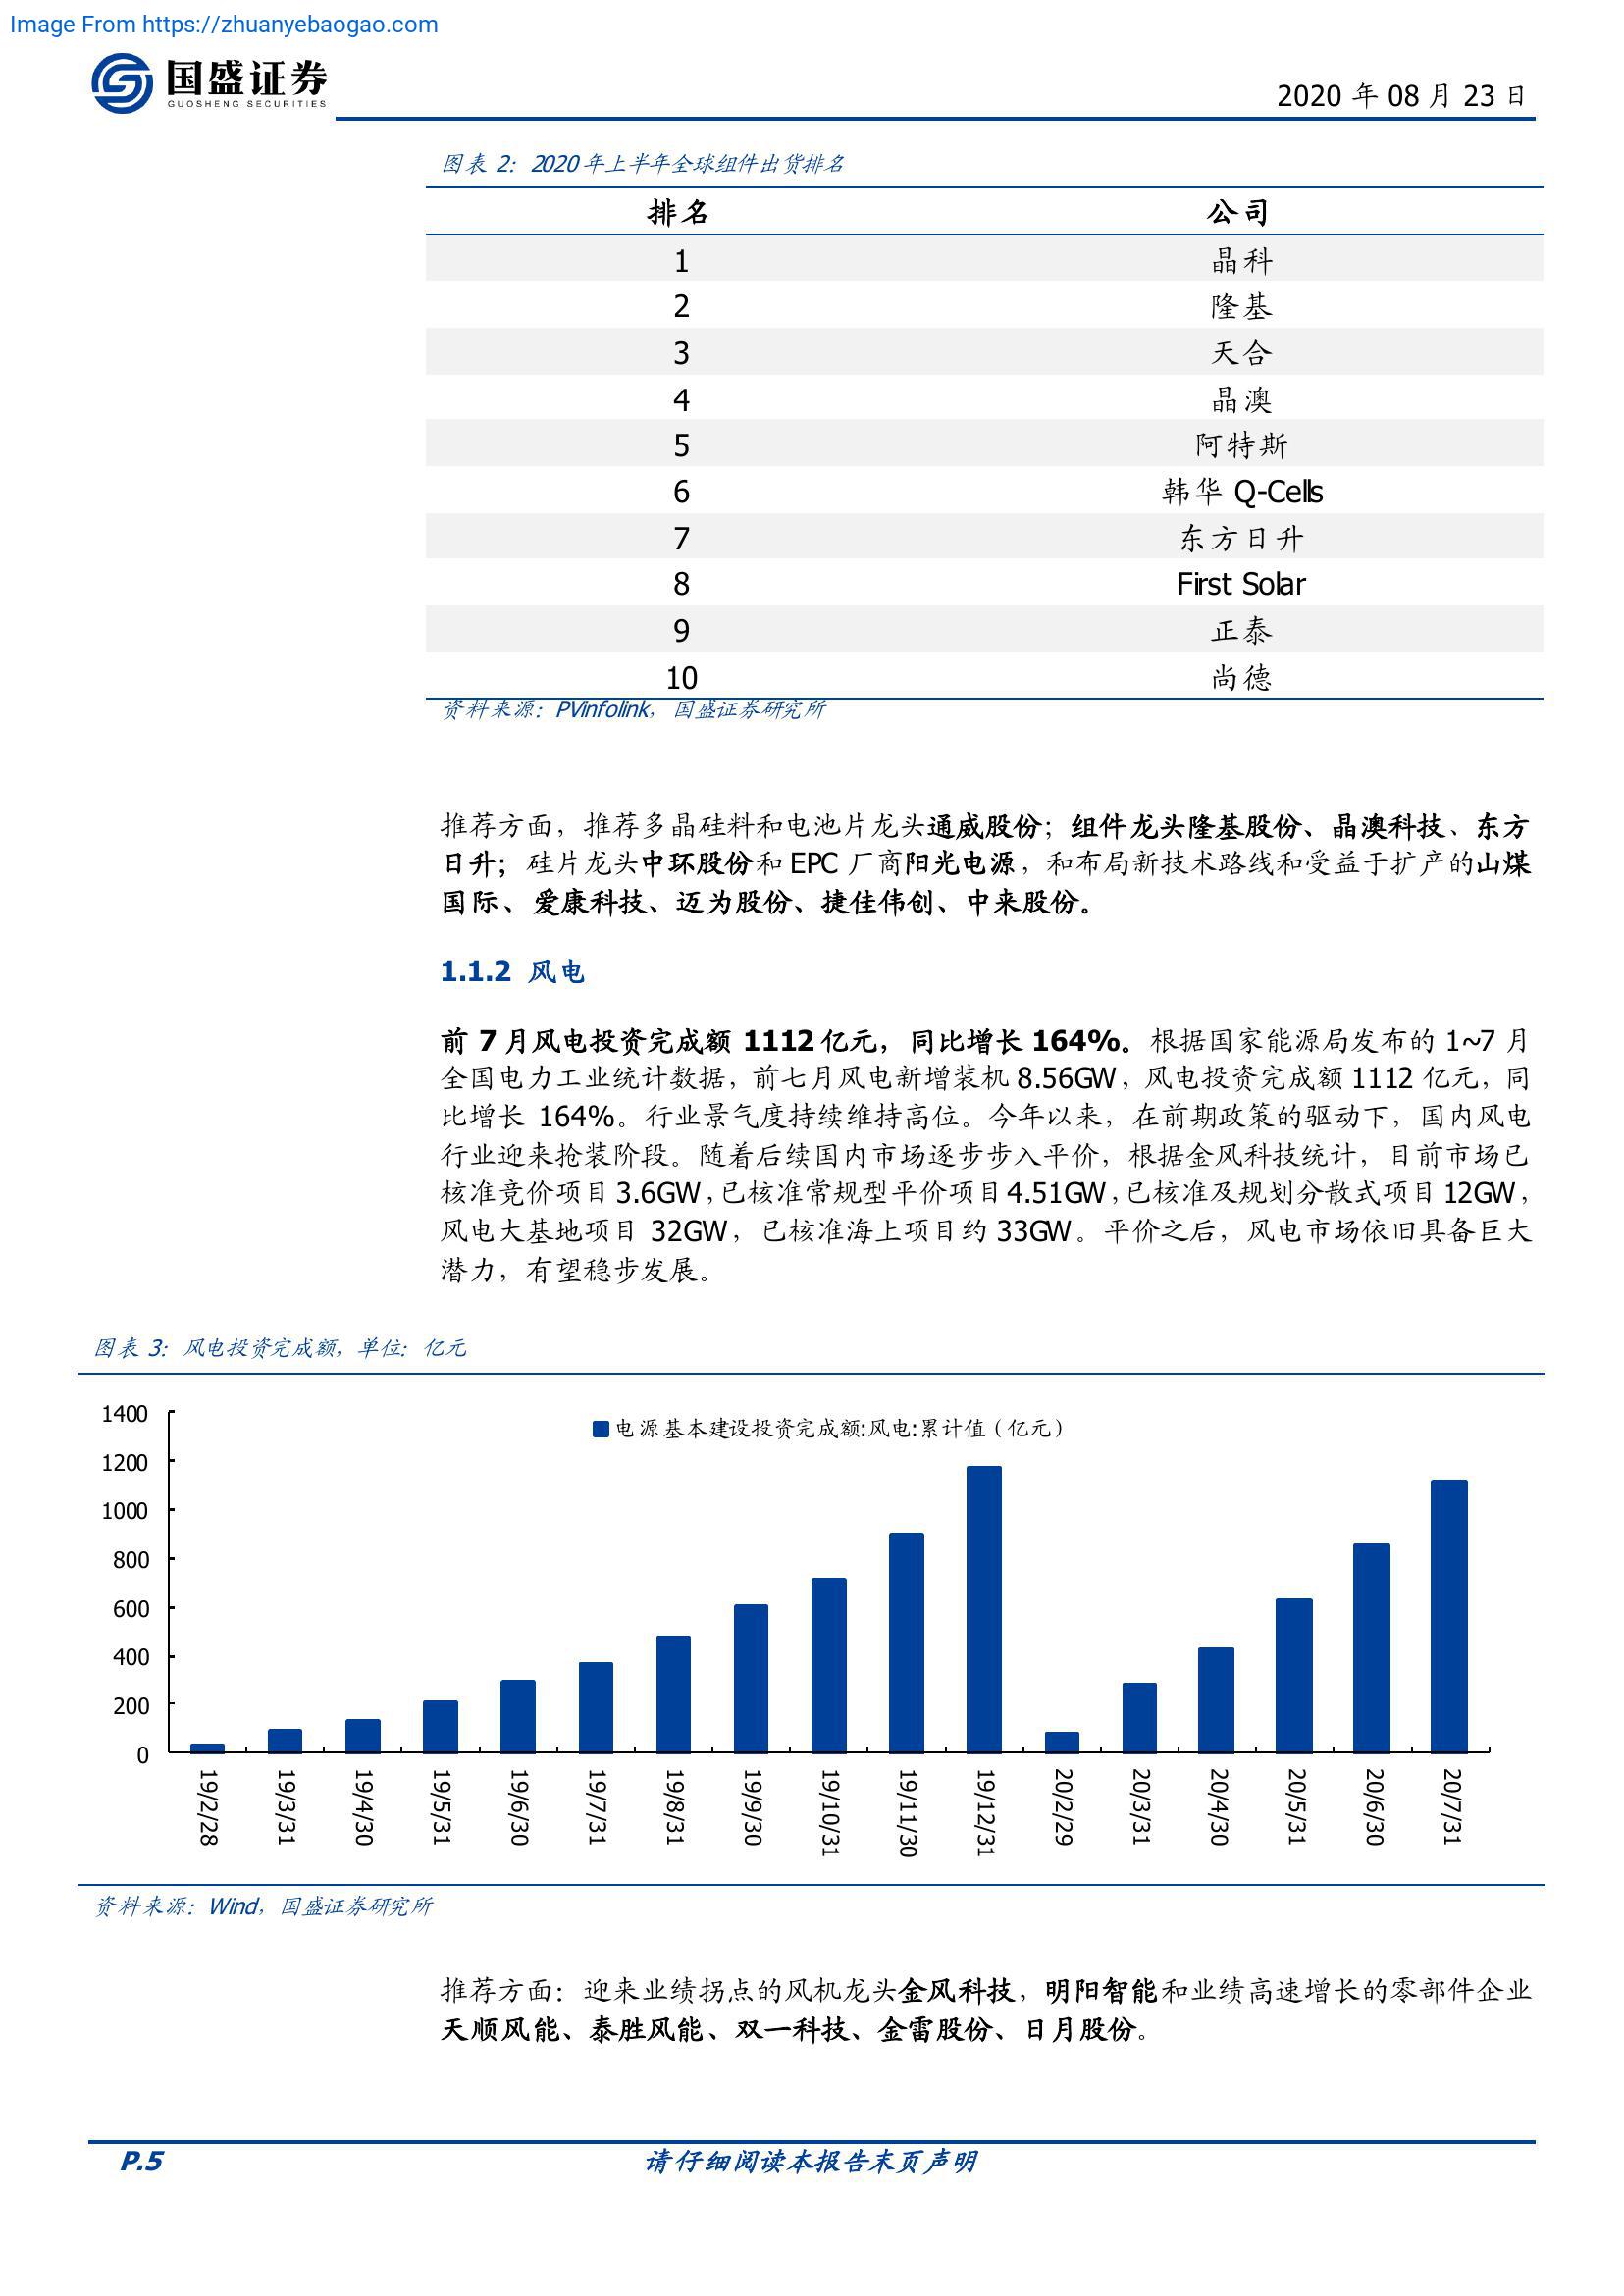 Image From https://zhuanyebaogao.com
国盛证券
GUOSHENG SECURITIES
2020 年 08 月 23 日
图表 2：2020 年上半年全球组件出货排名
排名 公司
1 晶科
2 隆基
3 天合
4 晶澳
5 阿特斯
6 韩华 Q-Cells
7 东方日升
8 First Solar
9 正泰
10 尚德
资料来源：PVinfolink，国盛证券研究所
推荐方面，推荐多晶硅料和电池片龙头通威股份；组件龙头隆基股份、晶澳科技、东方
日升；硅片龙头中环股份和 EPC 厂商阳光电源，和布局新技术路线和受益于扩产的山煤
国际、爱康科技、迈为股份、捷佳伟创、中来股份。
1.1.2 风电
前 7 月风电投资完成额 1112 亿元，同比增长 164%。根据国家能源局发布的 1~7 月
全国电力工业统计数据，前七月风电新增装机 8.56GW，风电投资完成额 1112 亿元，同
比增长 164%。行业景气度持续维持高位。今年以来，在前期政策的驱动下，国内风电
行业迎来抢装阶段。随着后续国内市场逐步步入平价，根据金风科技统计，目前市场已
核准竞价项目 3.6GW，已核准常规型平价项目 4.51GW，已核准及规划分散式项目 12GW，
风电大基地项目 32GW，已核准海上项目约 33GW。平价之后，风电市场依旧具备巨大
潜力，有望稳步发展。
图表 3：风电投资完成额，单位：亿元
电源基本建设投资完成额:风电:累计值（亿元）
1400
1200
1000
800
600
400
200
0
19/2/28 19/3/31 19/4/30 19/5/31 19/6/30 19/7/31 19/8/31 19/9/30 19/10/31 19/11/30 19/12/31 20/2/29 20/3/31 20/4/30 20/5/31 20/6/30 20/7/31
资料来源：Wind，国盛证券研究所
推荐方面：迎来业绩拐点的风机龙头金风科技，明阳智能和业绩高速增长的零部件企业
天顺风能、泰胜风能、双一科技、金雷股份、日月股份。
P.5 请仔细阅读本报告末页声明